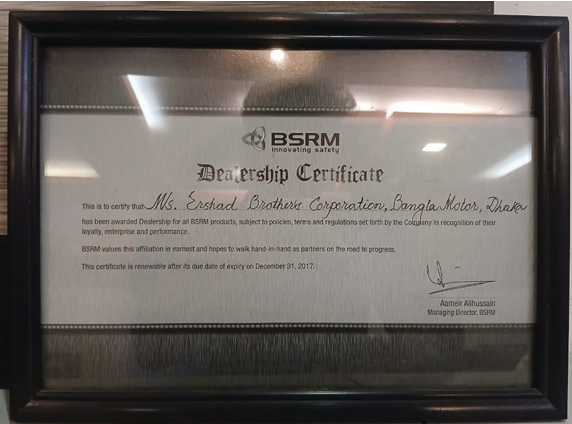 BSRM
innovating safety
Dealership Certificate
This is to certify that M/s. Ershad Brothers Corporation, Bangla Motor, Dhaka
has been awarded Dealership for all BSRM products, subject to policies, terms and regulations set forth by the Company in recognition of their
loyalty, enterprise and performance.
BSRM values this affiliation in earnest and hopes to walk hand-in-hand as partners on the road to progress.
This certificate is renewable after its due date of expiry on December 31, 2017.
Aameir Alihussain
Managing Director, BSRM